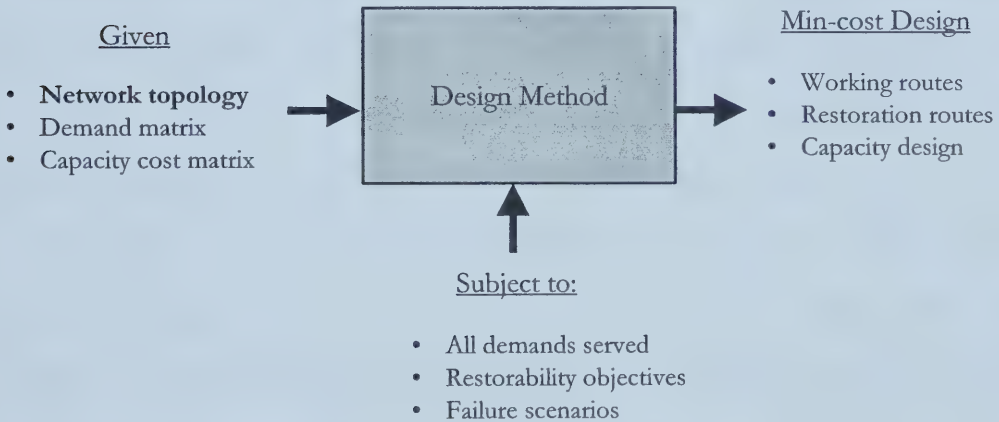 Given
• Network topology
• Demand matrix
• Capacity cost matrix
Design Method
Min-cost Design
• Working routes
• Restoration routes
• Capacity design
Subject to:
• All demands served
• Restorability objectives
• Failure scenarios